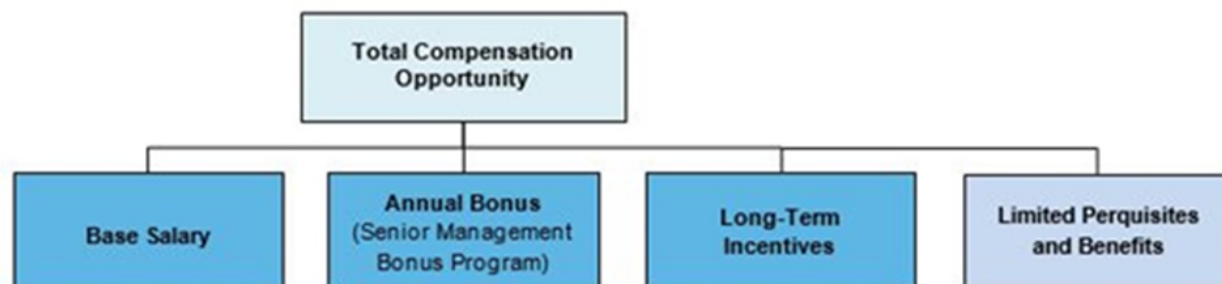 Total Compensation
Opportunity
Base Salary
Annual Bonus
(Senior Management
Bonus Program)
Long-Term
Incentives
Limited Perquisites
and Benefits